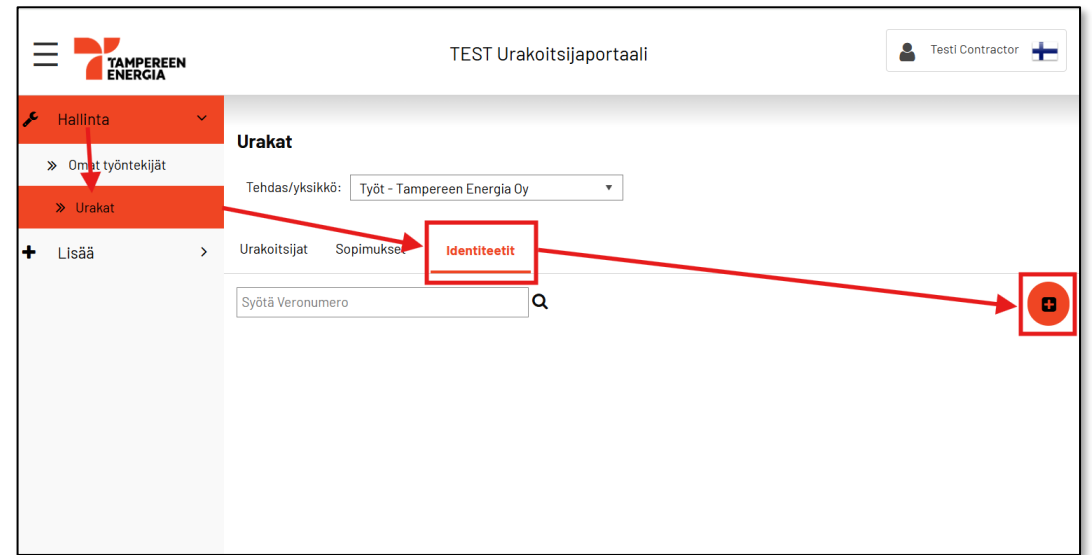 TAMPEREEN
ENERGIA
TEST Urakoitsijaportaali
Testi Contractor
Hallinta
Omat työntekijät
Urakat
Lisää
Urakat
Tehdas/yksikkö: Työt - Tampereen Energia Oy
Urakoitsijat Sopimukset Identiteetit
Syötä Veronumero